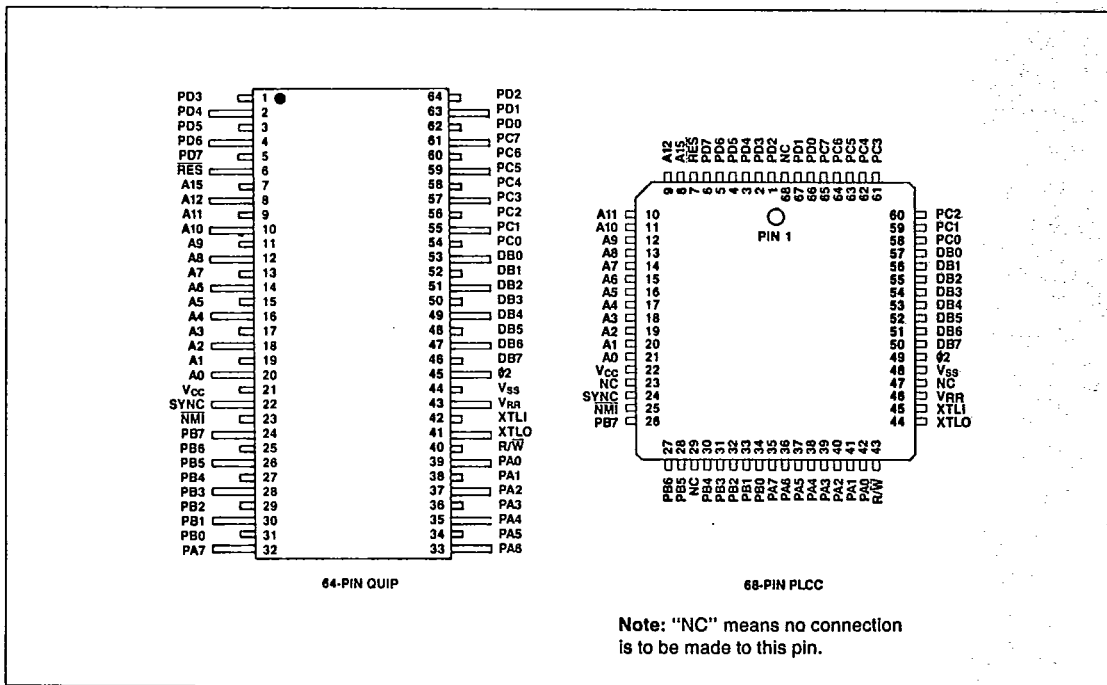 PD3 1 64 PD2
PD4 2 63 PD1
PD5 3 62 PD0
PD6 4 61 PC7
PD7 5 60 PC6
RES 6 59 PC5
A15 7 58 PC4
A12 8 57 PC3
A11 9 56 PC2
A10 10 55 PC1
A9 11 54 PC0
A8 12 53 DB0
A7 13 52 DB1
A6 14 51 DB2
A5 15 50 DB3
A4 16 49 DB4
A3 17 48 DB5
A2 18 47 DB6
A1 19 46 DB7
A0 20 45 ϕ2
VCC 21 44 VSS
SYNC 22 43 VRR
NMI 23 42 XTLI
PB7 24 41 XTLO
PB6 25 40 R/W
PB5 26 39 PA0
PB4 27 38 PA1
PB3 28 37 PA2
PB2 29 36 PA3
PB1 30 35 PA4
PB0 31 34 PA5
PA7 32 33 PA6
64-PIN QUIP
A12 A15 RES PD7 PD6 PD5 PD4 PD3 PD2 NC PD1 PD0 PC7 PC6 PC5 PC4 PC3
9 8 7 6 5 4 3 2 1 68 67 66 65 64 63 62 61
PIN 1
A11 10 60 PC2
A10 11 59 PC1
A9 12 58 PC0
A8 13 57 DB0
A7 14 56 DB1
A6 15 55 DB2
A5 16 54 DB3
A4 17 53 DB4
A3 18 52 DB5
A2 19 51 DB6
A1 20 50 DB7
A0 21 49 ϕ2
VCC 22 48 VSS
NC 23 47 NC
SYNC 24 46 VRR
NMI 25 45 XTLI
PB7 26 44 XTLO
27 28 29 30 31 32 33 34 35 36 37 38 39 40 41 42 43
PB6 PB5 NC PB4 PB3 PB2 PB1 PB0 PA7 PA6 PA5 PA4 PA3 PA2 PA1 PA0 R/W
68-PIN PLCC
Note: "NC" means no connection
is to be made to this pin.